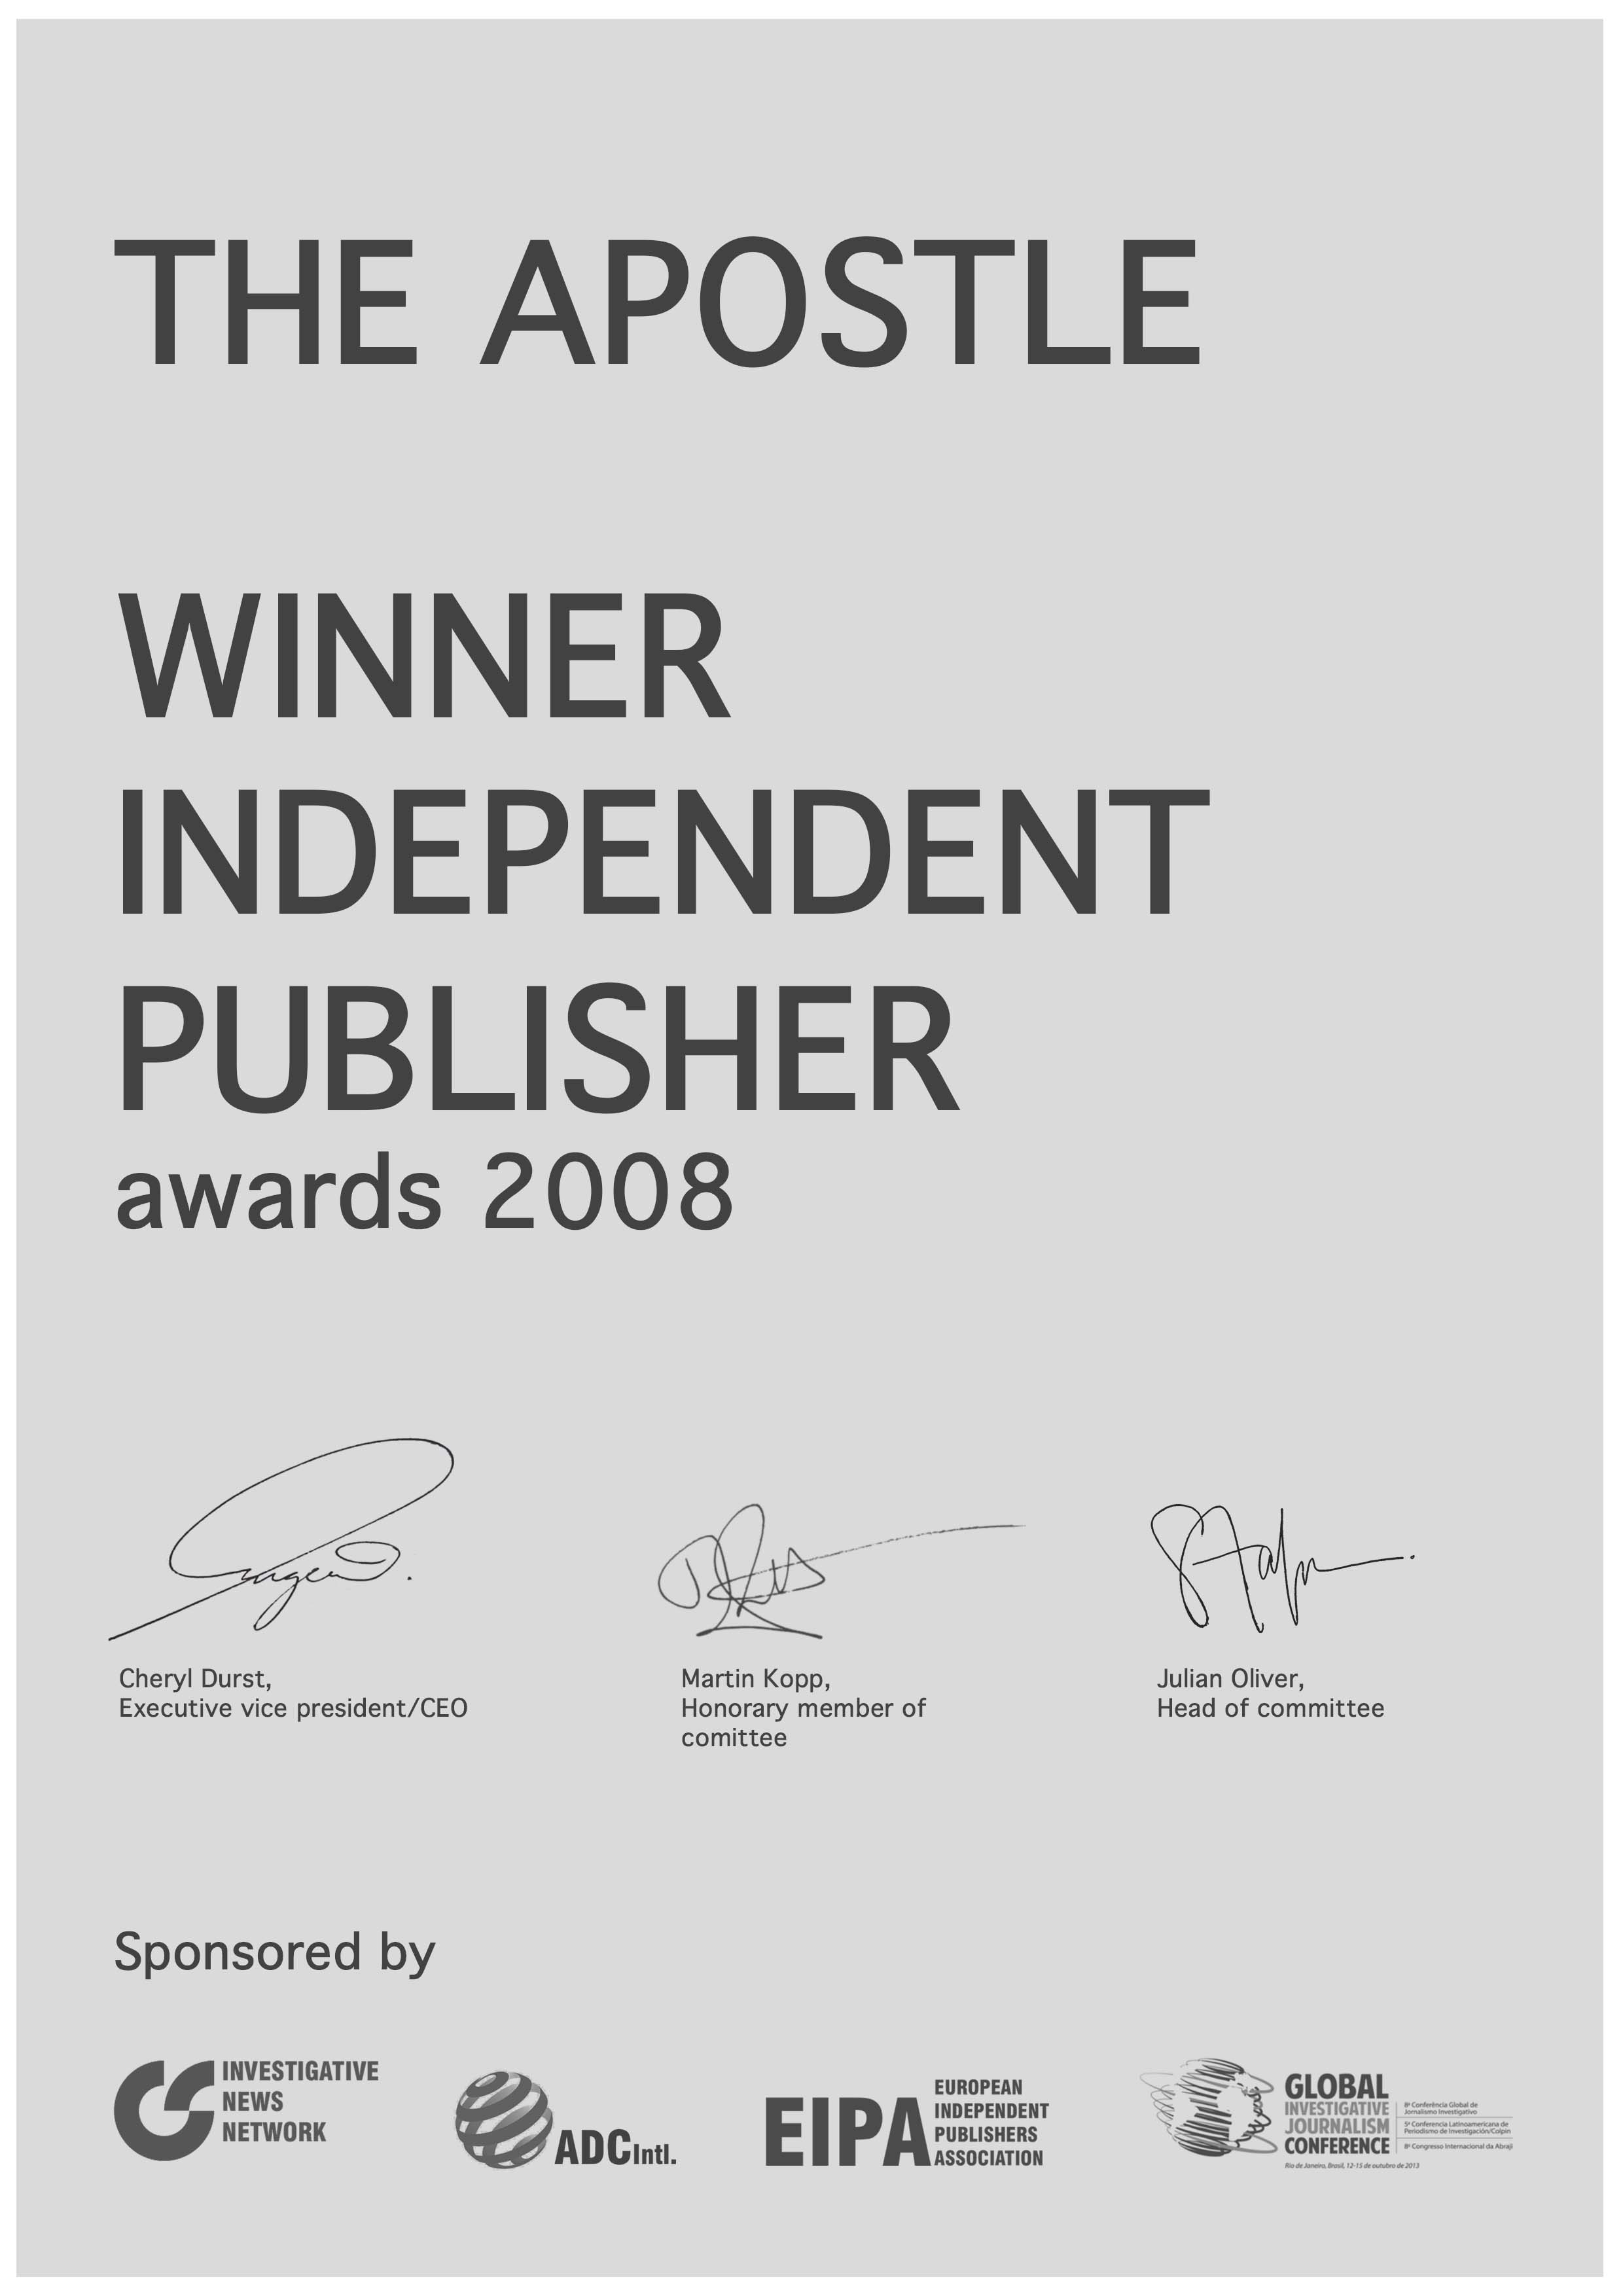 THE APOSTLE
WINNER
INDEPENDENT
PUBLISHER
awards 2008
Cheryl Durst,
Executive vice president/CEO
Martin Kopp,
Honorary member of
comittee
Julian Oliver,
Head of committee
Sponsored by
INVESTIGATIVE
NEWS
NETWORK
ADC Intl.
EIPA
EUROPEAN
INDEPENDENT
PUBLISHERS
ASSOCIATION
GLOBAL
INVESTIGATIVE
JOURNALISM
CONFERENCE
8ª Conferência Global de
Jornalismo Investigativo
5ª Conferencia Latinoamericana de
Periodismo de Investigación/Colpin
8º Congresso Internacional da Abraji
Rio de Janeiro, Brasil, 12-15 de outubro de 2013